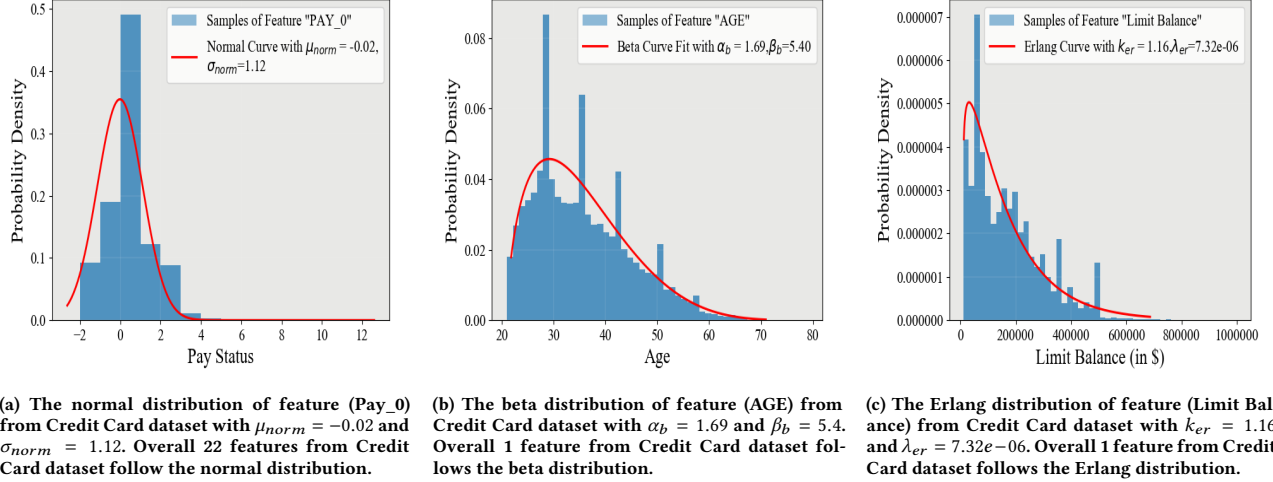 0.5
0.4
0.3
0.2
0.1
0.0
−2
0
2
4
6
8
10
12
Probability Density
Pay Status
Samples of Feature "PAY_0"
Normal Curve with μnorm = -0.02,
σnorm=1.12
0.08
0.06
0.04
0.02
0.00
20
30
40
50
60
70
80
Probability Density
Age
Samples of Feature "AGE"
Beta Curve Fit with αb = 1.69,βb=5.40
0.000007
0.000006
0.000005
0.000004
0.000003
0.000002
0.000001
0.000000
0
200000
400000
600000
800000
1000000
Probability Density
Limit Balance (in $)
Samples of Feature "Limit Balance"
Erlang Curve with ker = 1.16,λer=7.32e-06
(a) The normal distribution of feature (Pay_0)
from Credit Card dataset with μnorm = −0.02 and
σnorm = 1.12. Overall 22 features from Credit
Card dataset follow the normal distribution.
(b) The beta distribution of feature (AGE) from
Credit Card dataset with αb = 1.69 and βb = 5.4.
Overall 1 feature from Credit Card dataset fol-
lows the beta distribution.
(c) The Erlang distribution of feature (Limit Bal-
ance) from Credit Card dataset with ker = 1.16
and λer = 7.32e−06. Overall 1 feature from Credit
Card dataset follows the Erlang distribution.